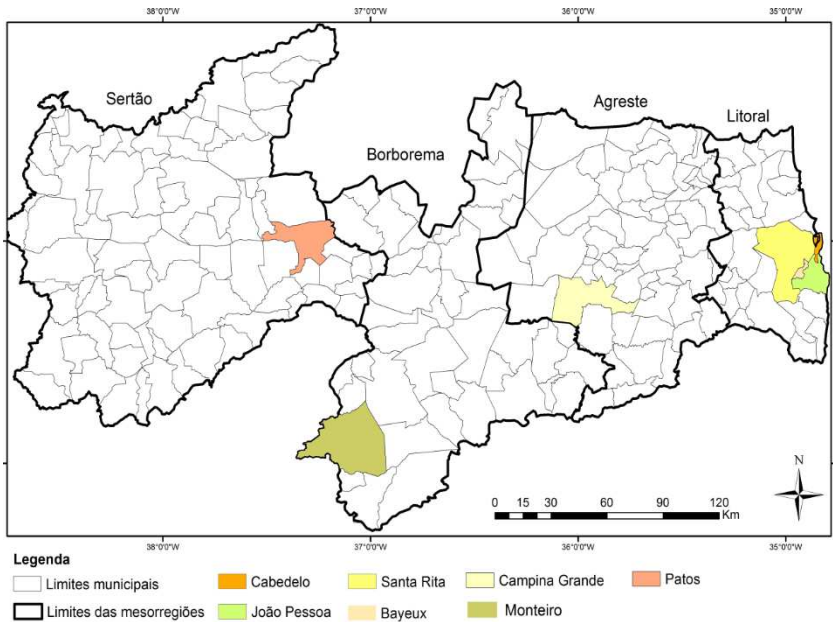 38°0'0"W 37°0'0"W 36°0'0"W 35°0'0"W
Sertão
Borborema
Agreste
Litoral
N
0 15 30 60 90 120
Km
38°0'0"W 37°0'0"W 36°0'0"W 35°0'0"W
Legenda
Limites municipais Cabedelo Santa Rita Campina Grande Patos
Limites das mesorregiões João Pessoa Bayeux Monteiro